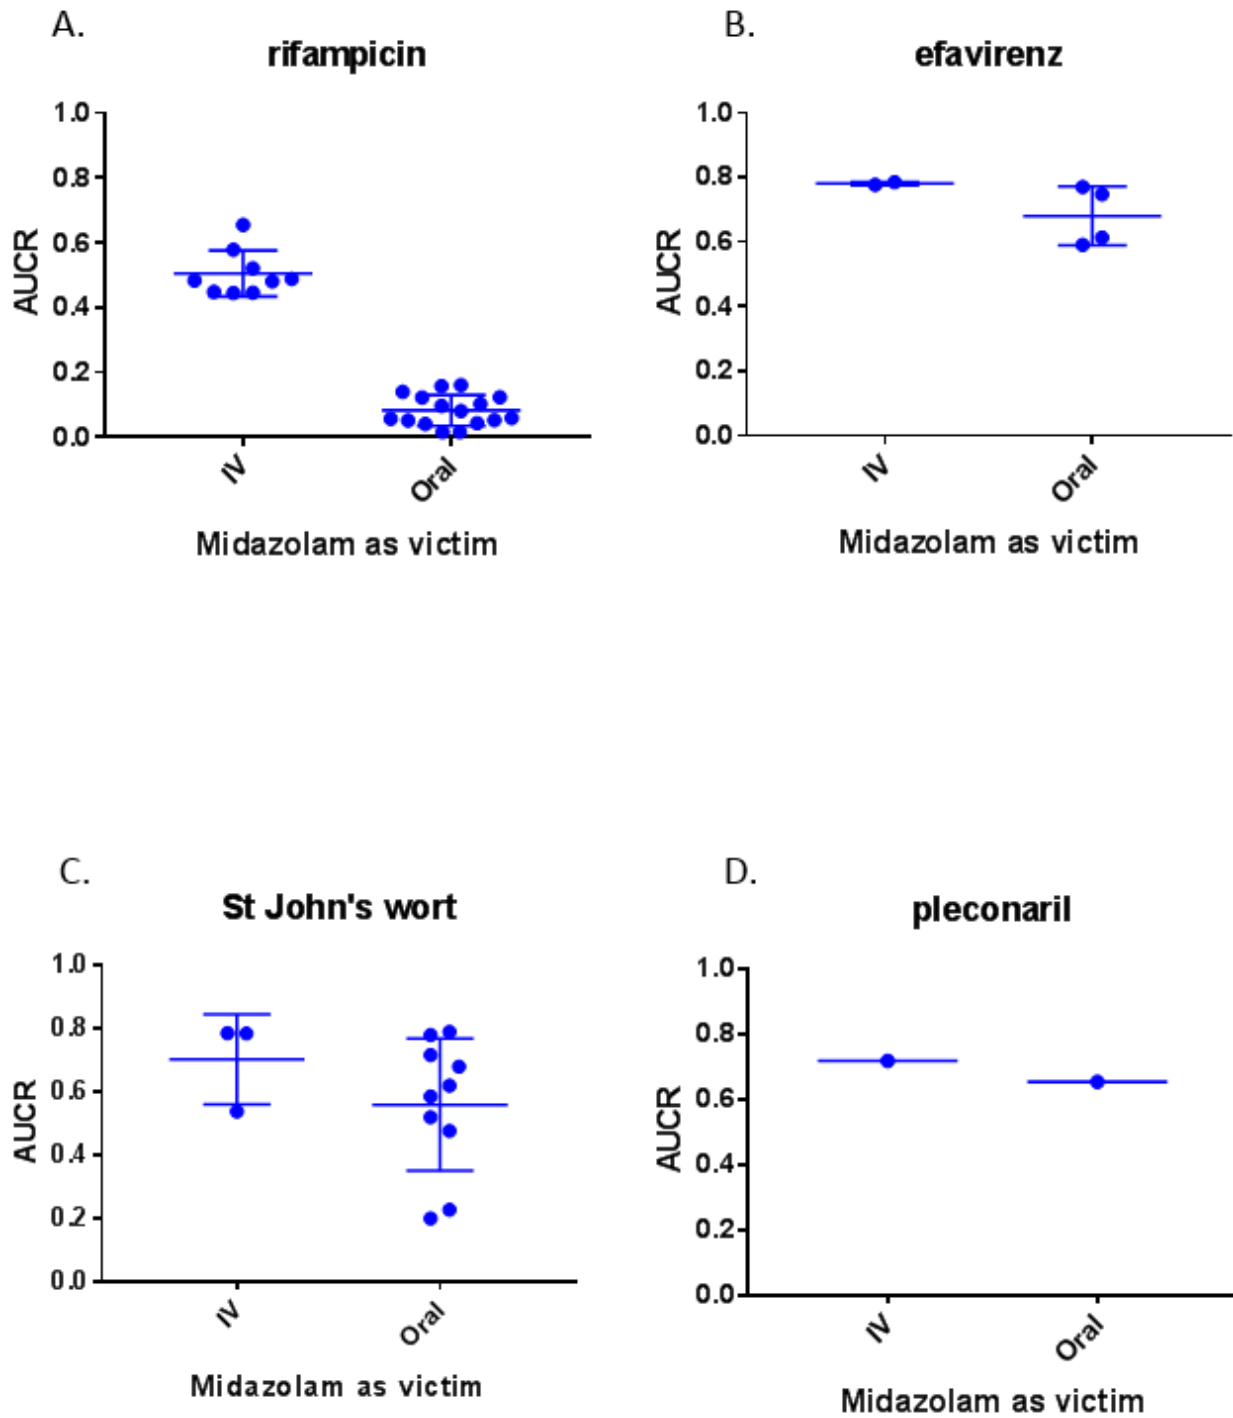 A.
rifampicin
1.0
0.8
0.6
0.4
0.2
0.0
AUCR
IV
Oral
Midazolam as victim
B.
efavirenz
1.0
0.8
0.6
0.4
0.2
0.0
AUCR
IV
Oral
Midazolam as victim
C.
St John's wort
1.0
0.8
0.6
0.4
0.2
0.0
AUCR
IV
Oral
Midazolam as victim
D.
pleconaril
1.0
0.8
0.6
0.4
0.2
0.0
AUCR
IV
Oral
Midazolam as victim